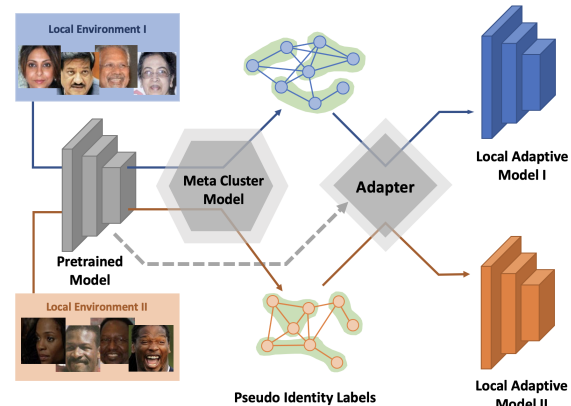 Local Environment I
Meta Cluster
Model
Adapter
Local Adaptive
Model I
Pretrained
Model
Local Environment II
Pseudo Identity Labels
Local Adaptive
Model II